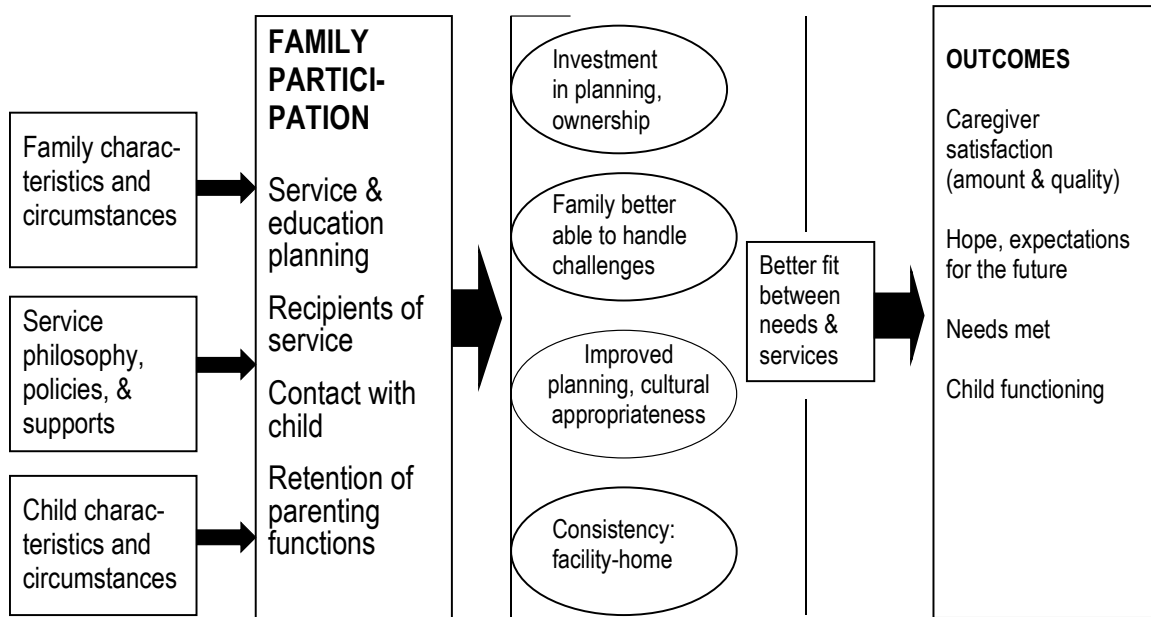 Family charac-
teristics and
circumstances
Service
philosophy,
policies, &
supports
Child charac-
teristics and
circumstances
FAMILY
PARTICI-
PATION
Service &
education
planning
Recipients of
service
Contact with
child
Retention of
parenting
functions
Investment
in planning,
ownership
Family better
able to handle
challenges
Improved
planning, cultural
appropriateness
Consistency:
facility-home
Better fit
between
needs &
services
OUTCOMES
Caregiver
satisfaction
(amount & quality)
Hope, expectations
for the future
Needs met
Child functioning